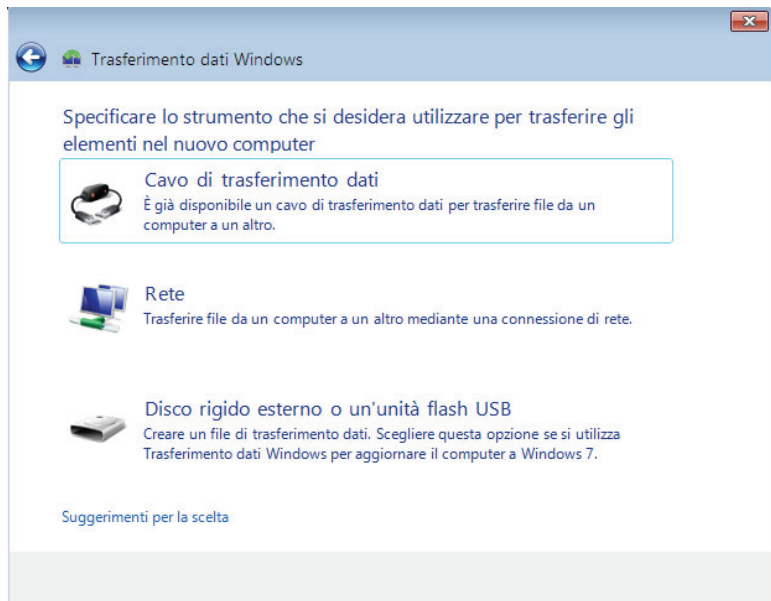 Trasferimento dati Windows
Specificare lo strumento che si desidera utilizzare per trasferire gli
elementi nel nuovo computer
Cavo di trasferimento dati
È già disponibile un cavo di trasferimento dati per trasferire file da un
computer a un altro.
Rete
Trasferire file da un computer a un altro mediante una connessione di rete.
Disco rigido esterno o un'unità flash USB
Creare un file di trasferimento dati. Scegliere questa opzione se si utilizza
Trasferimento dati Windows per aggiornare il computer a Windows 7.
Suggerimenti per la scelta